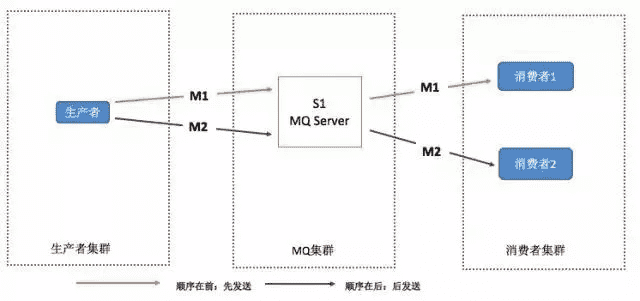 生产者
M1
M2
S1
MQ Server
M1
M2
消费者1
消费者2
生产者集群
MQ集群
消费者集群
顺序在前：先发送
顺序在后：后发送